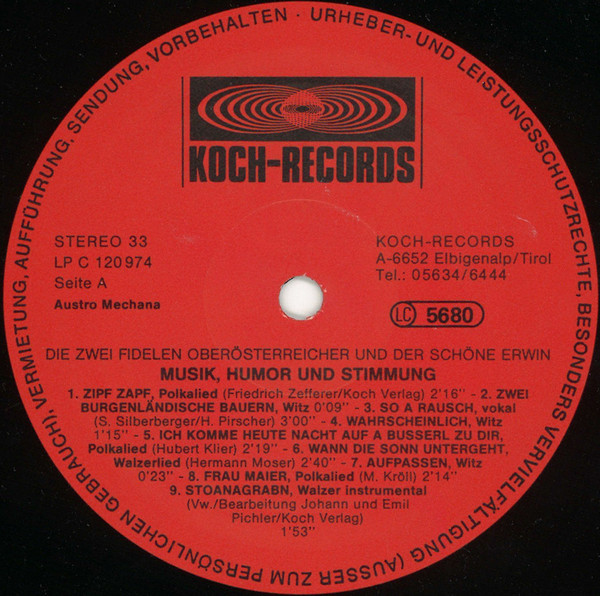 URHEBER- UND LEISTUNGSSCHUTZRECHTE, BESONDERS VERVIELFÄLTIGUNG (AUSSER ZUM PERSÖNLICHEN GEBRAUCH), VERMIETUNG, AUFFÜHRUNG, SENDUNG, VORBEHALTEN ·
KOCH-RECORDS
STEREO 33
LP C 120974
Seite A
Austro Mechana
KOCH-RECORDS
A-6652 Elbigenalp/Tirol
Tel.: 05634/6444
LC 5680
DIE ZWEI FIDELEN OBERÖSTERREICHER UND DER SCHÖNE ERWIN
MUSIK, HUMOR UND STIMMUNG
1. ZIPF ZAPF, Polkalied (Friedrich Zefferer/Koch Verlag) 2'16'' - 2. ZWEI
BURGENLÄNDISCHE BAUERN, Witz 0'09'' - 3. SO A RAUSCH, vokal
(S. Silberberger/H. Pirscher) 3'00'' - 4. WAHRSCHEINLICH, Witz
1'15'' - 5. ICH KOMME HEUTE NACHT AUF A BUSSERL ZU DIR,
Polkalied (Hubert Klier) 2'19'' - 6. WANN DIE SONN UNTERGEHT,
Walzerlied (Hermann Moser) 2'40'' - 7. AUFPASSEN, Witz
0'23'' - 8. FRAU MAIER, Polkalied (M. Kröll) 2'14''
9. STOANAGRABN, Walzer instrumental
(Vw./Bearbeitung Johann und Emil
Pichler/Koch Verlag)
1'53''